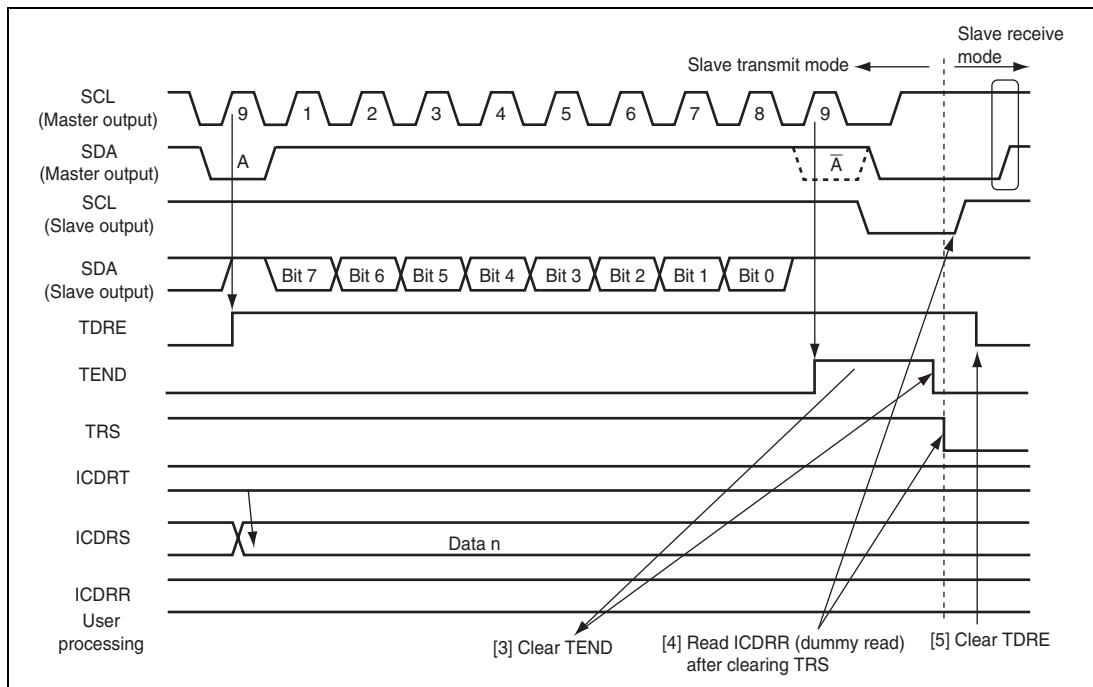 Slave receive
mode
Slave transmit mode
SCL
(Master output)
9 1 2 3 4 5 6 7 8 9
SDA
(Master output)
A A̅
SCL
(Slave output)
SDA
(Slave output)
Bit 7 Bit 6 Bit 5 Bit 4 Bit 3 Bit 2 Bit 1 Bit 0
TDRE
TEND
TRS
ICDRT
ICDRS
Data n
ICDRR
User
processing
[3] Clear TEND
[4] Read ICDRR (dummy read)
after clearing TRS
[5] Clear TDRE